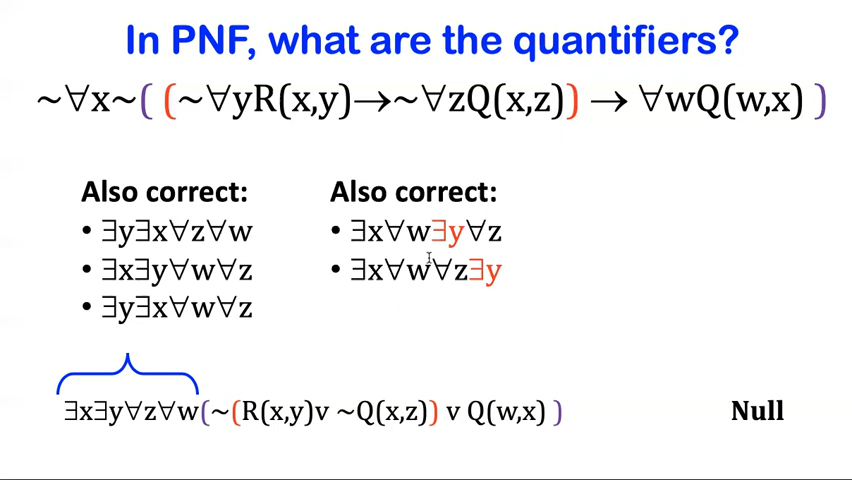 In PNF, what are the quantifiers?
~∀x~( (~∀yR(x,y)→~∀zQ(x,z)) → ∀wQ(w,x) )
Also correct:
• ∃y∃x∀z∀w
• ∃x∃y∀w∀z
• ∃y∃x∀w∀z
Also correct:
• ∃x∀w∃y∀z
• ∃x∀w∀z∃y
∃x∃y∀z∀w(~(R(x,y)v ~Q(x,z)) v Q(w,x) )
Null